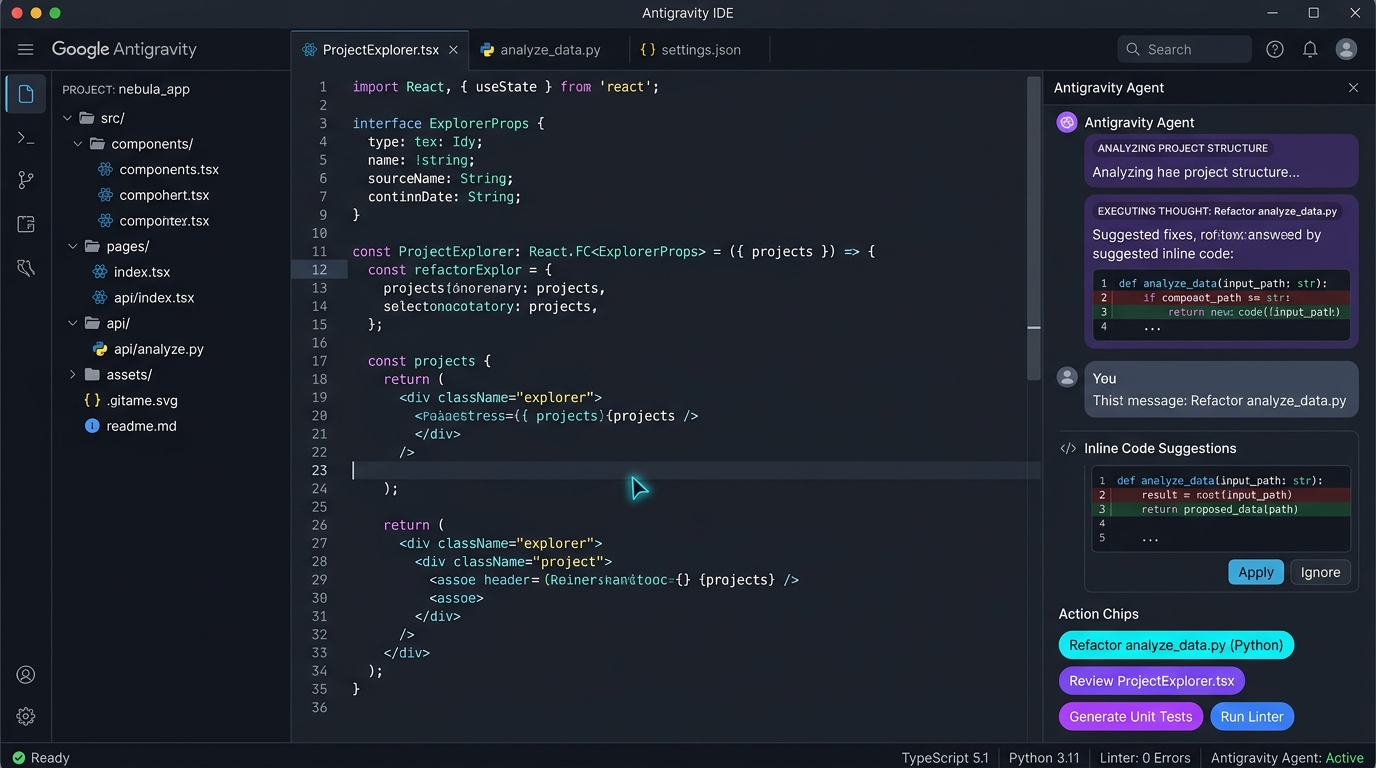 Antigravity IDE
Google Antigravity
ProjectExplorer.tsx
analyze_data.py
{} settings.json
Search
PROJECT: nebula_app
src/
components/
components.tsx
compohert.tsx
pages/
index.tsx
api/index.tsx
api/
api/analyze.py
assets/
{} .gitame.svg
readme.md
1 import React, { useState } from 'react';
2
3 interface ExplorerProps {
4 type: tex: Idy;
5 name: !string;
6 sourceName: String;
7 continnDate: String;
9 }
10
11 const ProjectExplorer: React.FC<ExplorerProps> = ({ projects }) => {
12 const refactorExplor = {
13 projects, 
14 projects,
15 };
16
17 const projects {
18 return (
19 <div className="explorer">
20 =({ projects) {projects />
21 </div>
22 />
23
24 );
25
26 return (
27 <div className="explorer">
28 <div className="project">
29 <assoe header= {} {projects} />
30 <assoe>
31 </div>
32 />
33 </div>
34 );
35 }
36
Antigravity Agent
Antigravity Agent
ANALYZING PROJECT STRUCTURE
Analyzing hae project structure...
EXECUTING THOUGHT: Refactor analyze_data.py
Suggested fixes, answered by
suggested inline code:
1 def analyze_data(input_path: str):
2 if str:
3 return code(
4 ...
You
Thist message: Refactor analyze_data.py
</> Inline Code Suggestions
1 def analyze_data(input_path: str):
2 result = (input_path)
3 return proposed_data(path)
4
5 ...
Apply
Ignore
Action Chips
Refactor analyze_data.py (Python)
Review ProjectExplorer.tsx
Generate Unit Tests
Run Linter
Ready
TypeScript 5.1
Python 3.11
Linter: 0 Errors
Antigravity Agent: Active